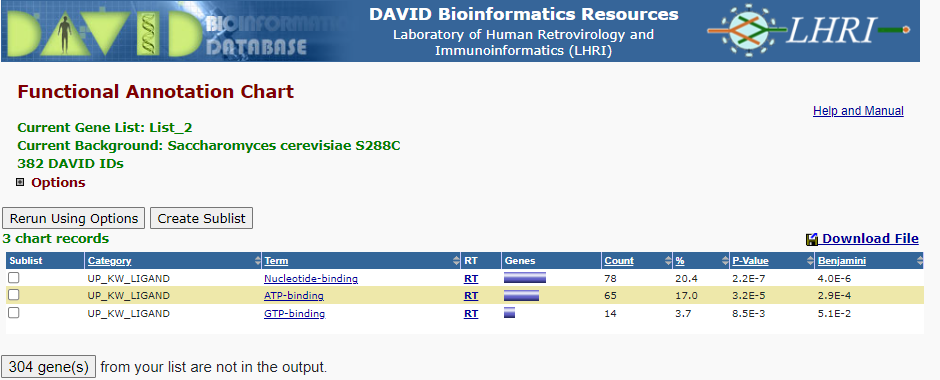 DAVID BIOINFORMATICS
DATABASE
DAVID Bioinformatics Resources
Laboratory of Human Retrovirology and
Immunoinformatics (LHRI)
LHRI
Functional Annotation Chart
Help and Manual
Current Gene List: List_2
Current Background: Saccharomyces cerevisiae S288C
382 DAVID IDs
Options
Rerun Using Options Create Sublist
3 chart records Download File
Sublist Category Term RT Genes Count % P-Value Benjamini
UP_KW_LIGAND Nucleotide-binding RT 78 20.4 2.2E-7 4.0E-6
UP_KW_LIGAND ATP-binding RT 65 17.0 3.2E-5 2.9E-4
UP_KW_LIGAND GTP-binding RT 14 3.7 8.5E-3 5.1E-2
304 gene(s) from your list are not in the output.